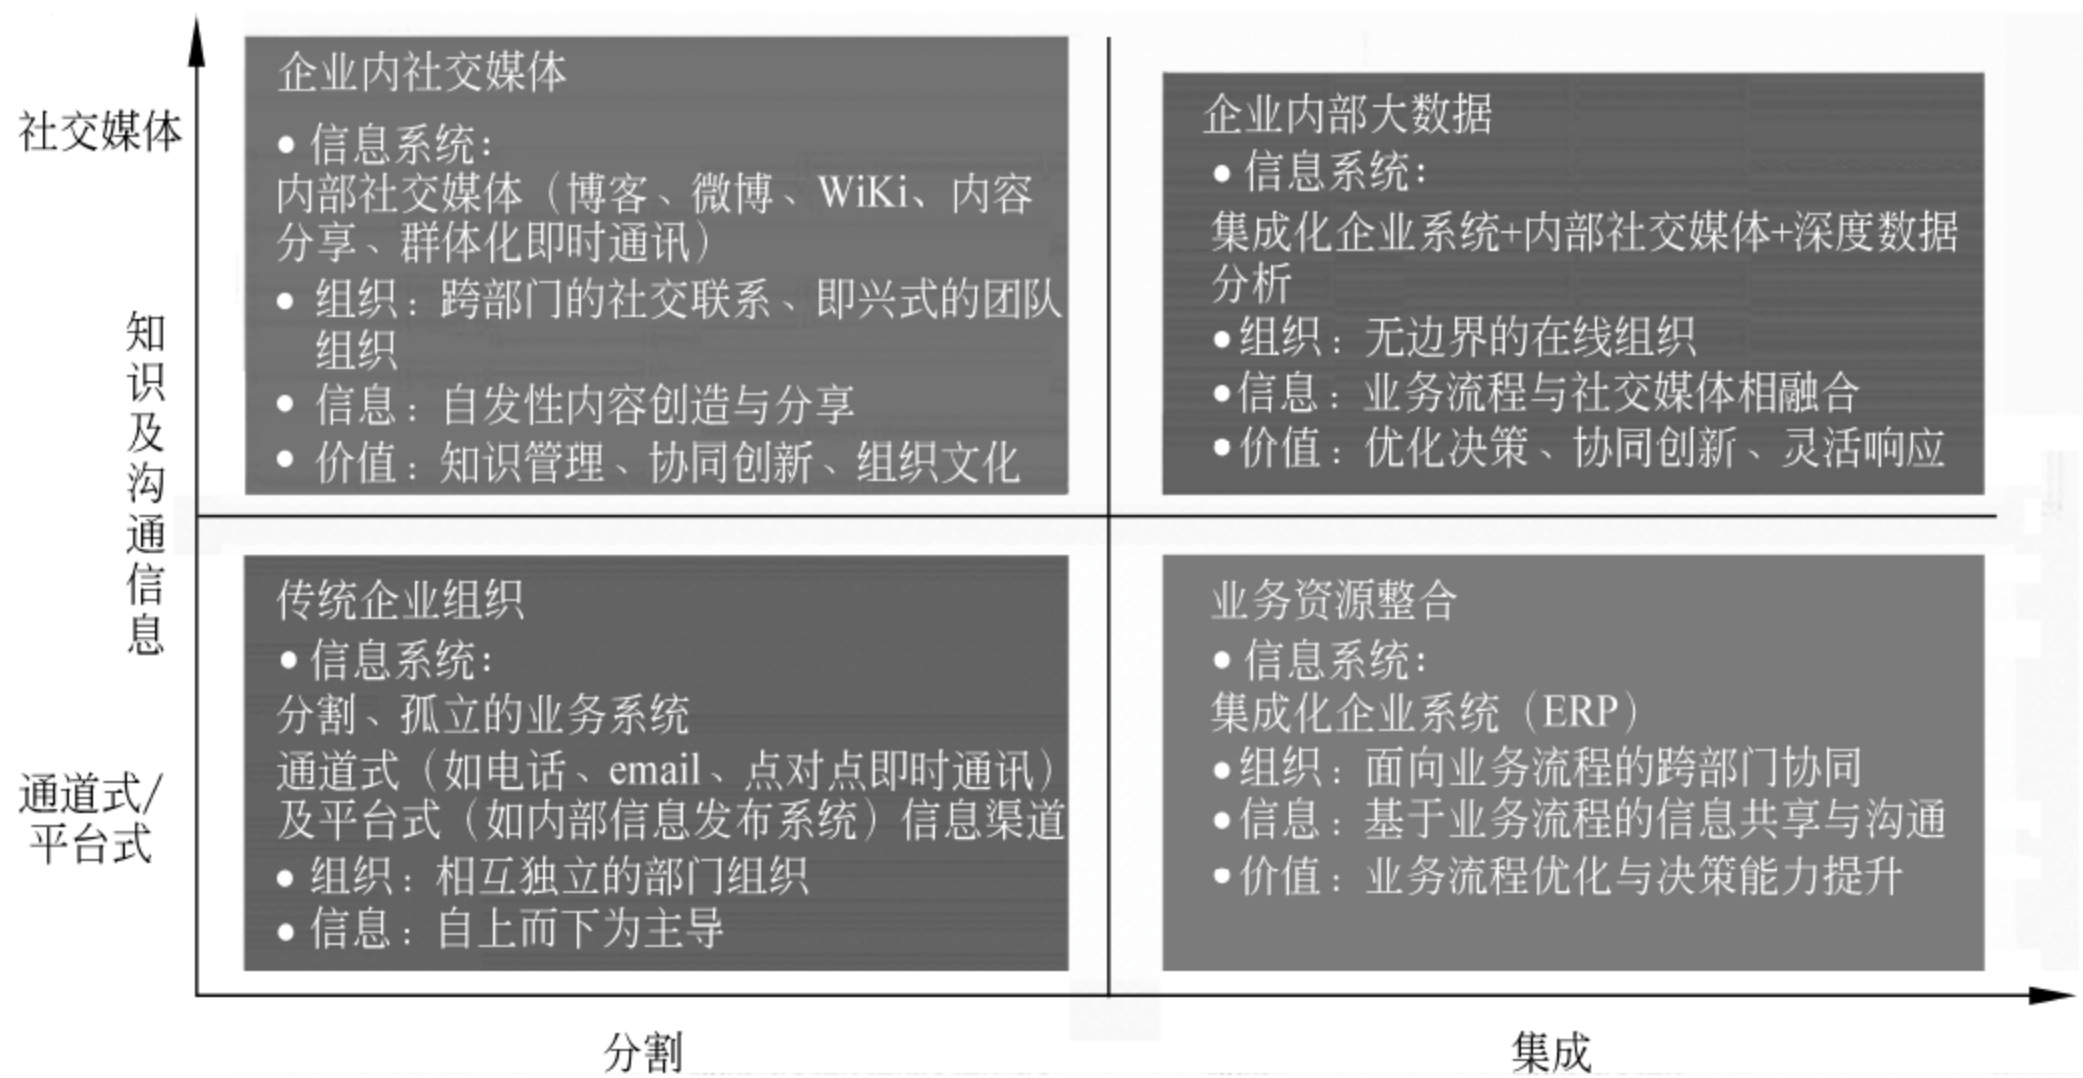 社交媒体
知识及沟通信息
通道式/
平台式
企业内社交媒体
• 信息系统：
内部社交媒体（博客、微博、WiKi、内容
分享、群体化即时通讯）
• 组织：跨部门的社交联系、即兴式的团队
组织
• 信息：自发性内容创造与分享
• 价值：知识管理、协同创新、组织文化
企业内部大数据
• 信息系统：
集成化企业系统+内部社交媒体+深度数据
分析
• 组织：无边界的在线组织
• 信息：业务流程与社交媒体相融合
• 价值：优化决策、协同创新、灵活响应
传统企业组织
• 信息系统：
分割、孤立的业务系统
通道式（如电话、email、点对点即时通讯）
及平台式（如内部信息发布系统）信息渠道
• 组织：相互独立的部门组织
• 信息：自上而下为主导
业务资源整合
• 信息系统：
集成化企业系统（ERP）
• 组织：面向业务流程的跨部门协同
• 信息：基于业务流程的信息共享与沟通
• 价值：业务流程优化与决策能力提升
分割
集成